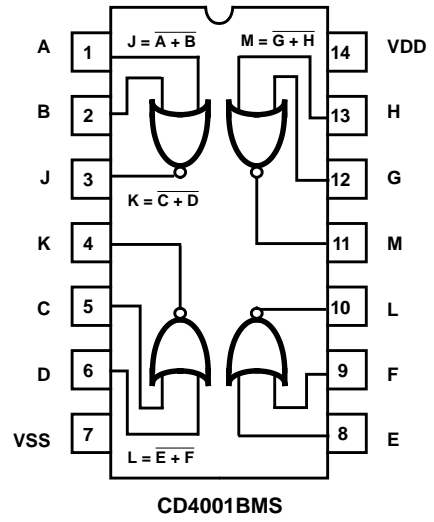 A 1 J = A + B M = G + H 14 VDD
B 2 13 H
J 3 12 G
K = C + D
K 4 11 M
C 5 10 L
D 6 9 F
VSS 7 L = E + F 8 E
CD4001BMS